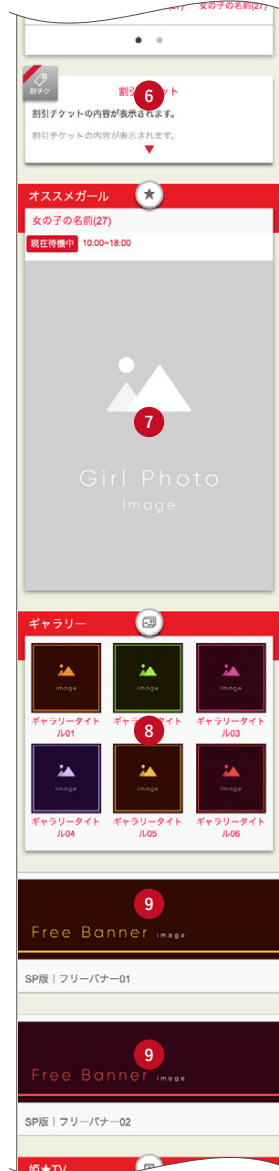 女の子の名前(27)
割チケ
6
割引チケット
割引チケットの内容が表示されます。
割引チケットの内容が表示されます。
オススメガール
女の子の名前(27)
現在待機中 10:00~18:00
7
Girl Photo
Image
ギャラリー
Image
Image
Image
ギャラリータイト
ル01
ギャラリータイト
ギャラリータイト
ル03
8
Image
Image
Image
ギャラリータイト
ル04
ギャラリータイト
ル05
ギャラリータイト
ル06
9
Free Banner image
SP版｜フリーバナー01
9
Free Banner image
SP版｜フリーバナー02
姫★TV